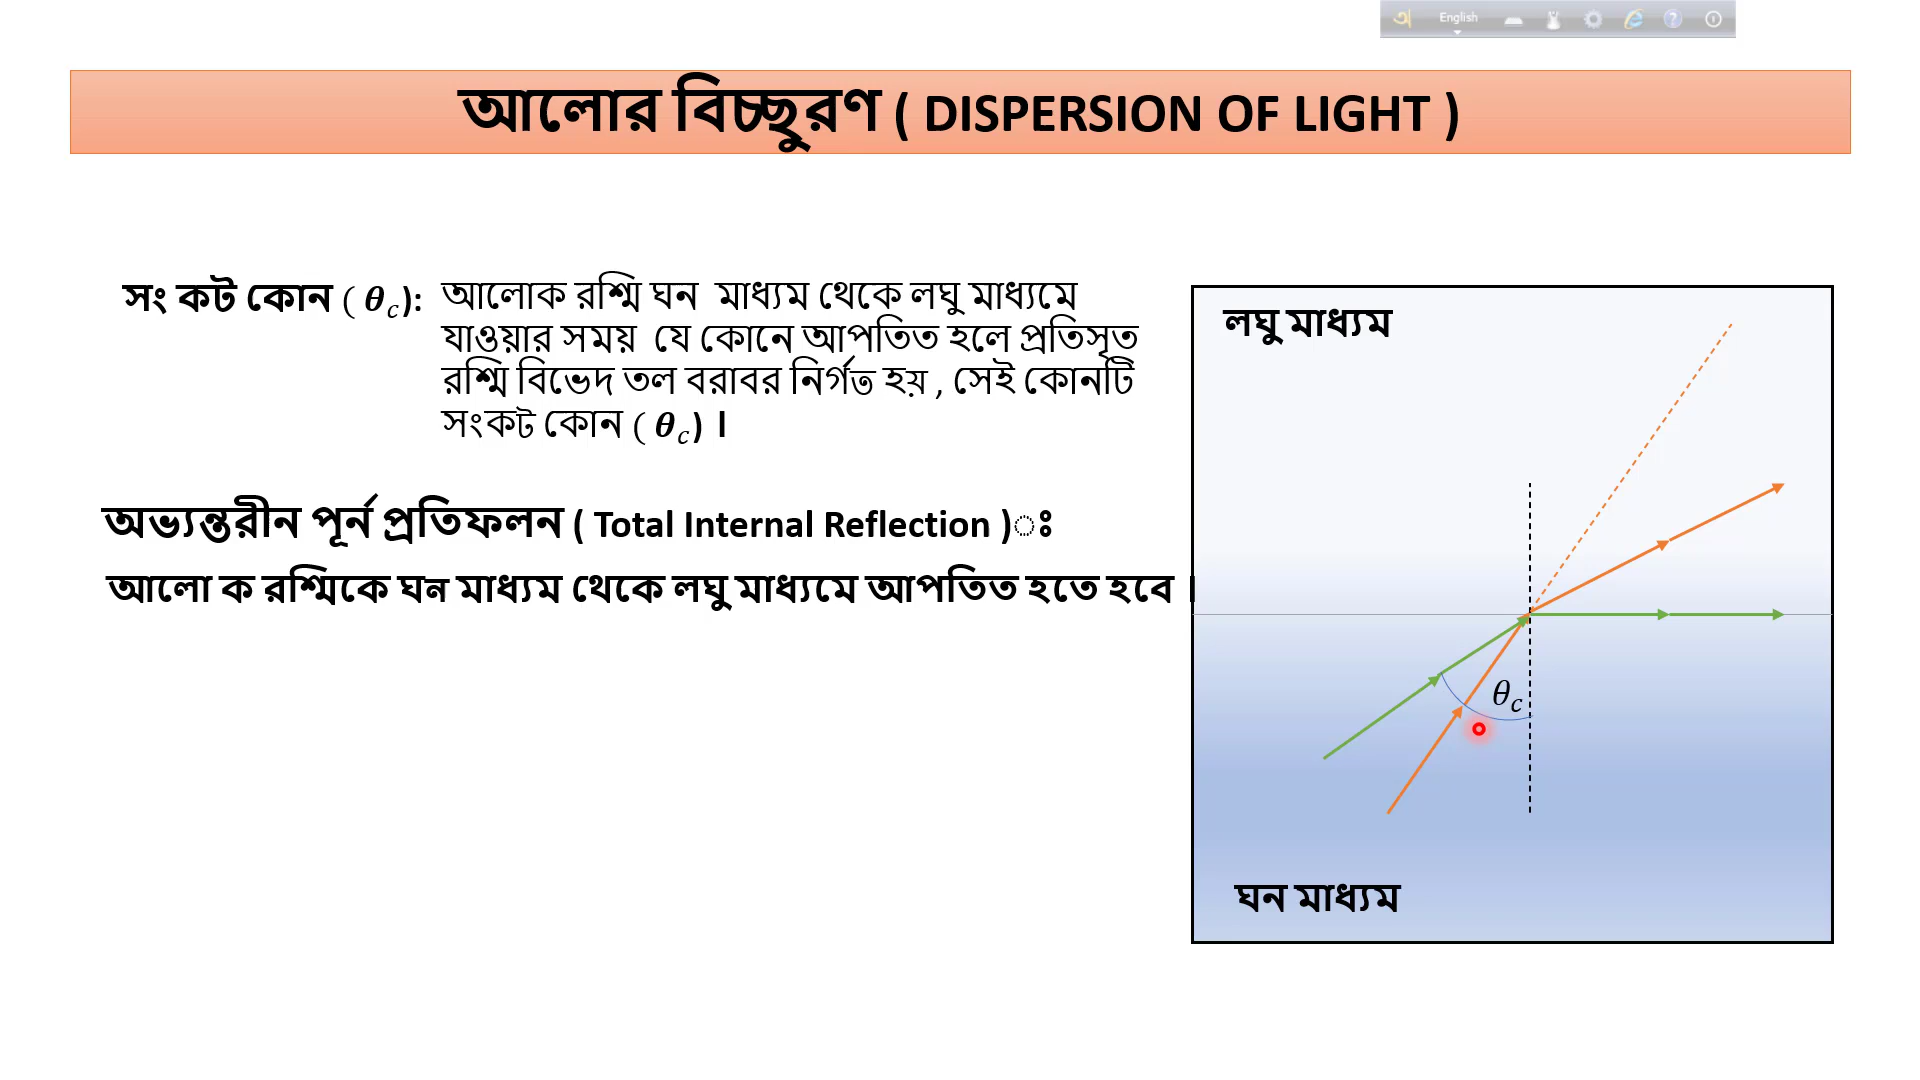 English
আলোর বিচ্ছুরণ ( DISPERSION OF LIGHT )
সং কট কোন ( θc):
আলোক রশ্মি ঘন মাধ্যম থেকে লঘু মাধ্যমে
যাওয়ার সময় যে কোনে আপতিত হলে প্রতিসৃত
রশ্মি বিভেদ তল বরাবর নির্গত হয় , সেই কোনটি
সংকট কোন ( θc) ।
অভ্যন্তরীন পূর্ন প্রতিফলন ( Total Internal Reflection )ঃ
আলো ক রশ্মিকে ঘন মাধ্যম থেকে লঘু মাধ্যমে আপতিত হতে হবে ।
লঘু মাধ্যম
θc
ঘন মাধ্যম